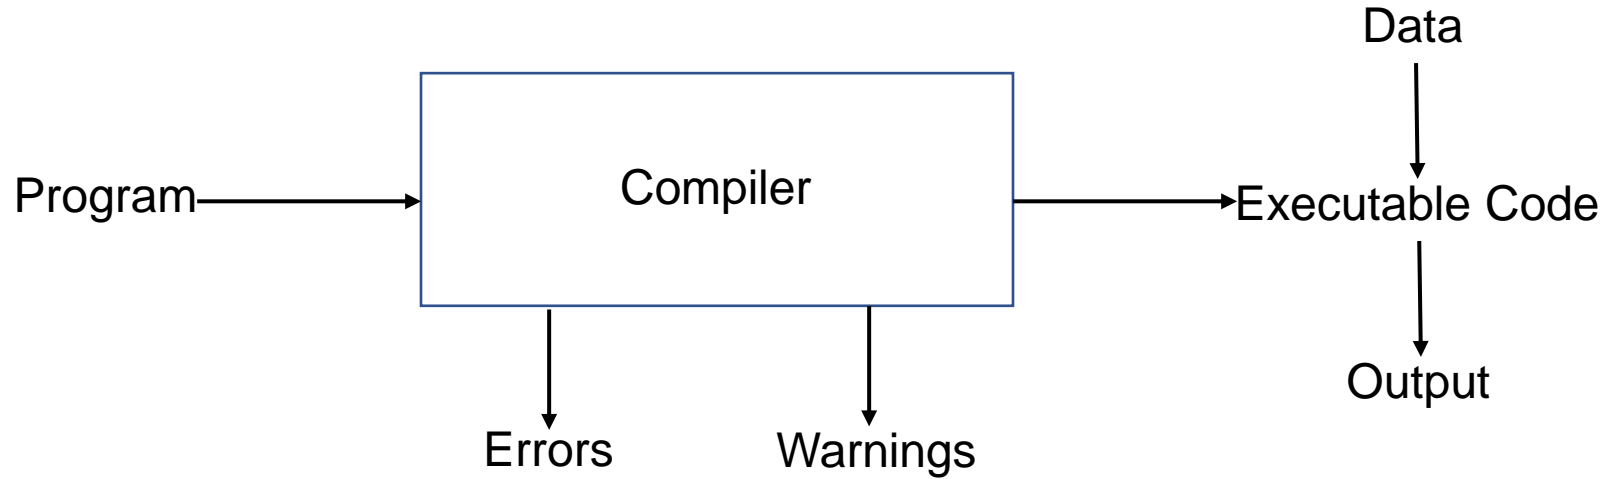 Data
Program
Compiler
Executable Code
Output
Errors
Warnings